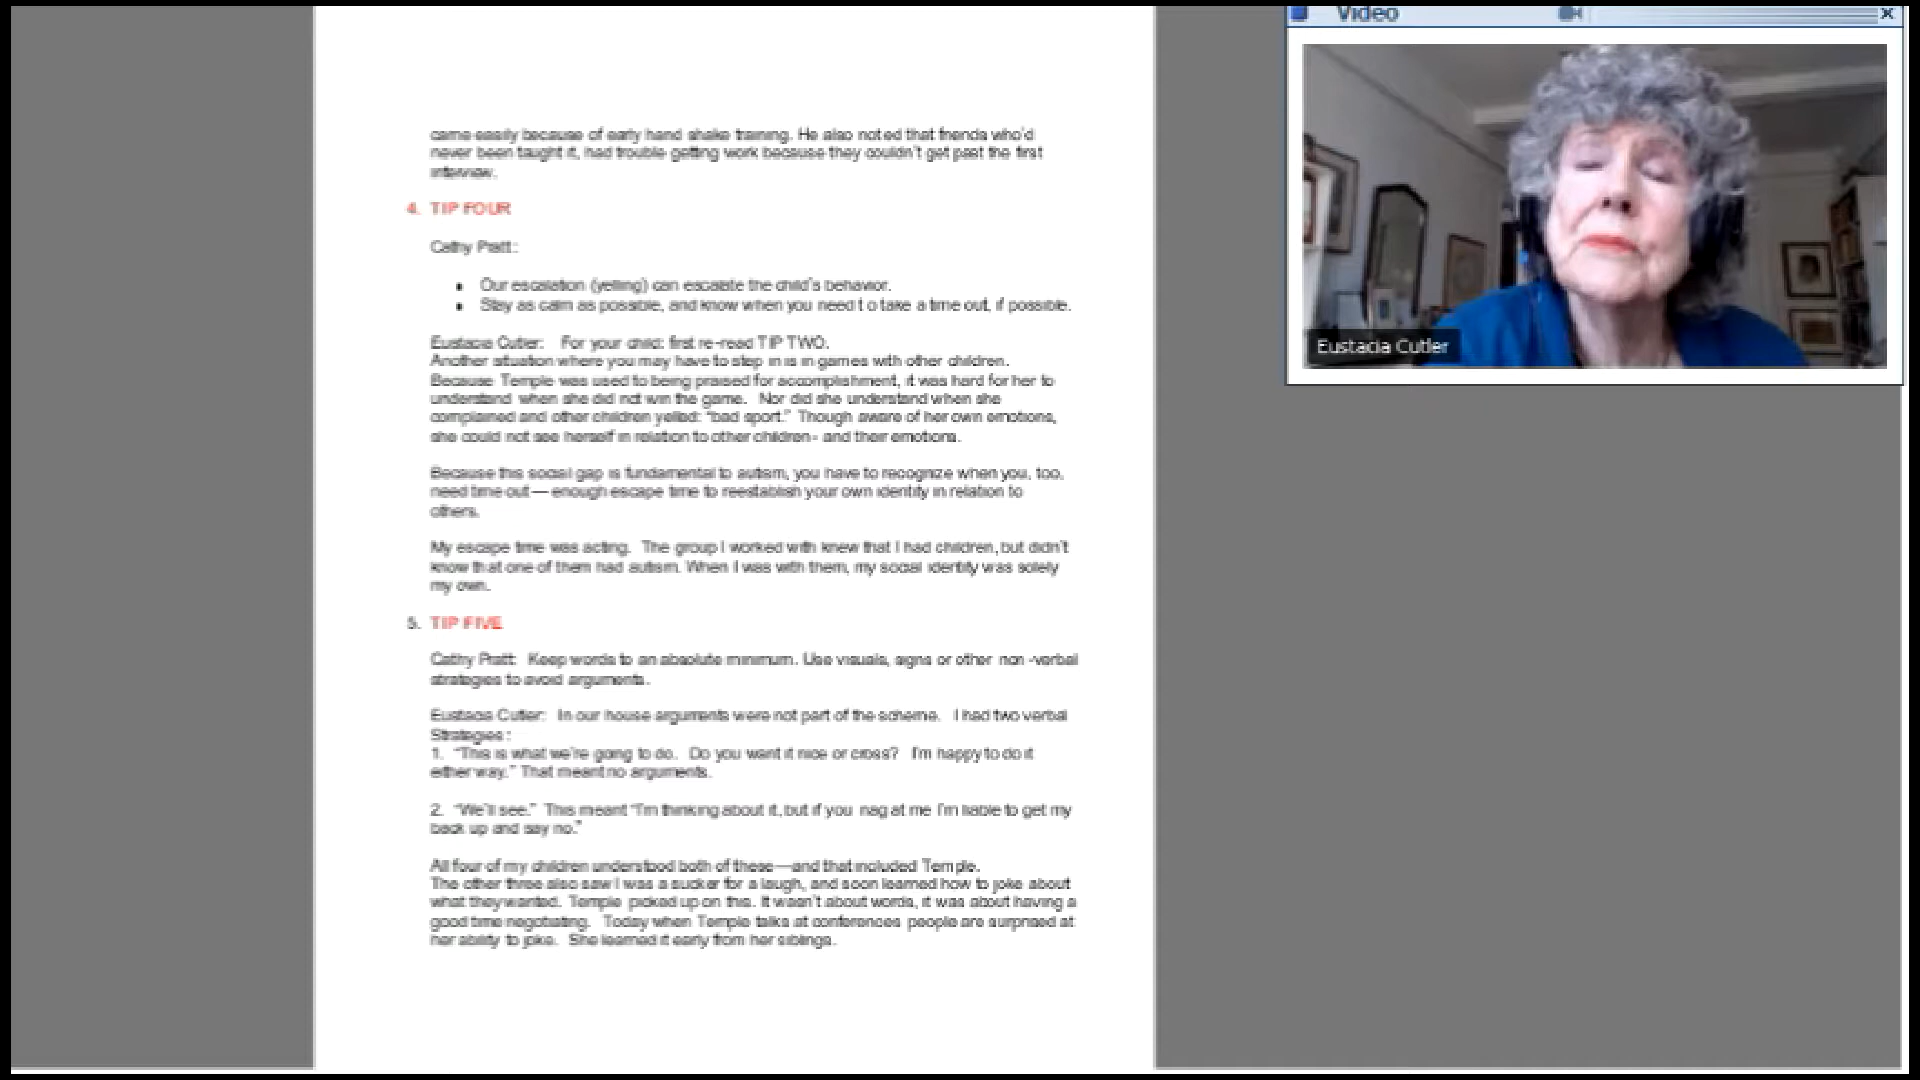 came easily because of early hand shake training. He also noted that friends who'd
never been taught it, had trouble getting work because they couldn't get past the first
interview.
4. TIP FOUR
Cathy Pratt:
• Our escalation (yelling) can escalate the child's behavior.
• Stay as calm as possible, and know when you need to take a time out, if possible.
Eustacia Cutler: For your child: first re-read TIP TWO.
Another situation where you may have to step in is in games with other children.
Because Temple was used to being praised for accomplishment, it was hard for her to
understand when she did not win the game. Nor did she understand when she
complained and other children yelled: "bad sport." Though aware of her own emotions,
she could not see herself in relation to other children- and their emotions.
Because this social gap is fundamental to autism, you have to recognize when you, too,
need time out — enough escape time to reestablish your own identity in relation to
others.
My escape time was acting. The group I worked with knew that I had children, but didn't
know that one of them had autism. When I was with them, my social identity was solely
my own.
5. TIP FIVE
Cathy Pratt: Keep words to an absolute minimum. Use visuals, signs or other non -verbal
strategies to avoid arguments.
Eustacia Cutler: In our house arguments were not part of the scheme. I had two verbal
Strategies:
1. "This is what we're going to do. Do you want it nice or cross? I'm happy to do it
either way." That meant no arguments.
2. "We'll see." This meant "I'm thinking about it, but if you nag at me I'm liable to get my
back up and say no."
All four of my children understood both of these—and that included Temple.
The other three also saw I was a sucker for a laugh, and soon learned how to joke about
what they wanted. Temple picked up on this. It wasn't about words, it was about having a
good time negotiating. Today when Temple talks at conferences people are surprised at
her ability to joke. She learned it early from her siblings.
Video
Eustacia Cutler